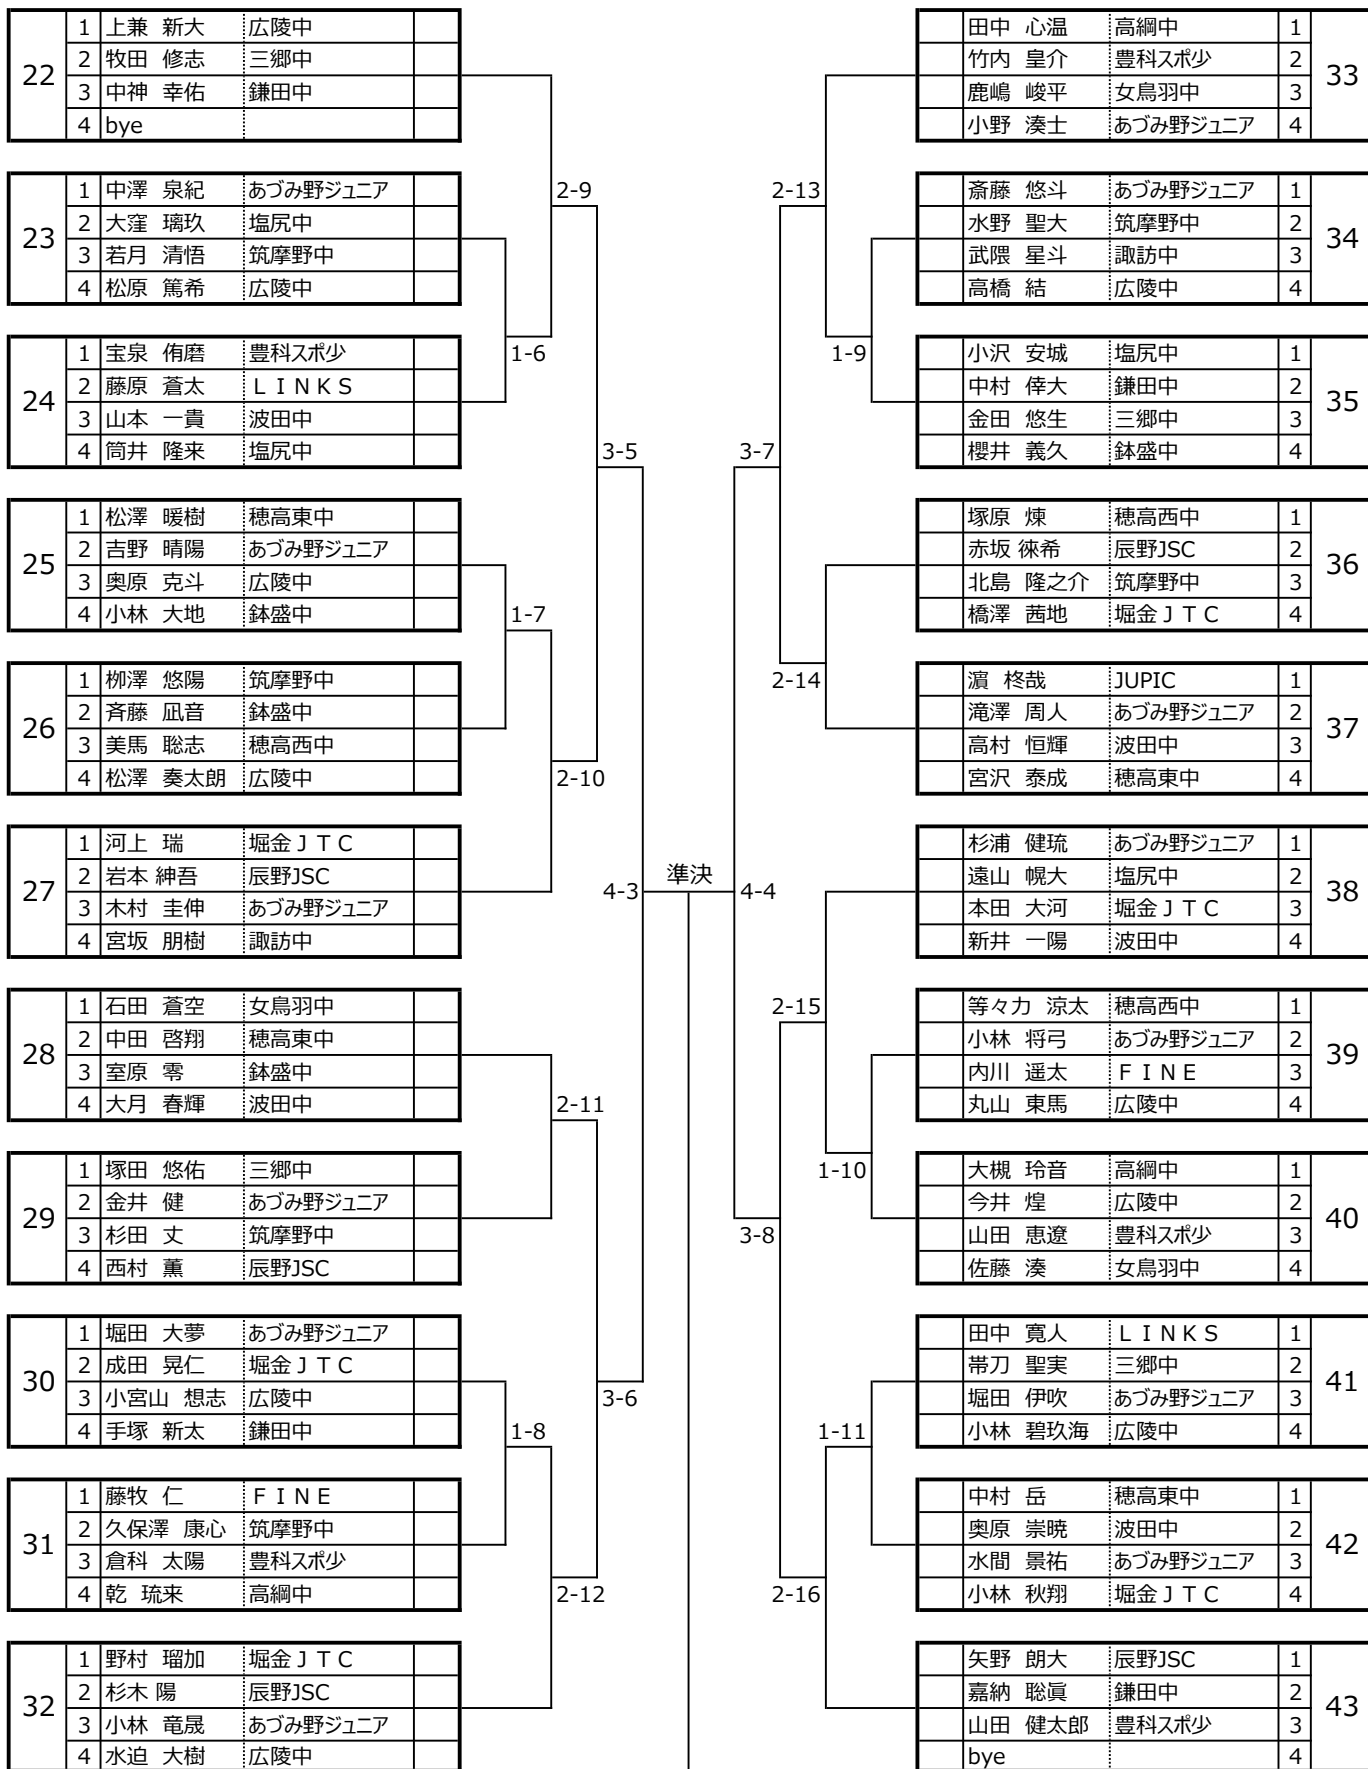 22
1 上兼 新大 広陵中
2 牧田 修志 三郷中
3 中神 幸佑 鎌田中
4 bye
23
1 中澤 泉紀 あづみ野ジュニア
2 大窪 璃玖 塩尻中
3 若月 清悟 筑摩野中
4 松原 篤希 広陵中
24
1 宝泉 侑磨 豊科スポ少
2 藤原 蒼太 ＬＩＮＫＳ
3 山本 一貴 波田中
4 筒井 隆来 塩尻中
25
1 松澤 暖樹 穂高東中
2 吉野 晴陽 あづみ野ジュニア
3 奥原 克斗 広陵中
4 小林 大地 鉢盛中
26
1 栁澤 悠陽 筑摩野中
2 斉藤 凪音 鉢盛中
3 美馬 聡志 穂高西中
4 松澤 奏太朗 広陵中
27
1 河上 瑞 堀金ＪＴＣ
2 岩本 紳吾 辰野JSC
3 木村 圭伸 あづみ野ジュニア
4 宮坂 朋樹 諏訪中
28
1 石田 蒼空 女鳥羽中
2 中田 啓翔 穂高東中
3 室原 零 鉢盛中
4 大月 春輝 波田中
29
1 塚田 悠佑 三郷中
2 金井 健 あづみ野ジュニア
3 杉田 丈 筑摩野中
4 西村 薫 辰野JSC
30
1 堀田 大夢 あづみ野ジュニア
2 成田 晃仁 堀金ＪＴＣ
3 小宮山 想志 広陵中
4 手塚 新太 鎌田中
31
1 藤牧 仁 ＦＩＮＥ
2 久保澤 康心 筑摩野中
3 倉科 太陽 豊科スポ少
4 乾 琉来 高綱中
32
1 野村 瑠加 堀金ＪＴＣ
2 杉木 陽 辰野JSC
3 小林 竜晟 あづみ野ジュニア
4 水迫 大樹 広陵中
2-9
1-6
3-5
1-7
2-10
4-3
2-11
3-6
1-8
2-12
準決
2-13
1-9
3-7
2-14
4-4
2-15
1-10
3-8
1-11
2-16
田中 心温 高綱中 1
竹内 皇介 豊科スポ少 2
鹿嶋 峻平 女鳥羽中 3
小野 湊士 あづみ野ジュニア 4
33
斎藤 悠斗 あづみ野ジュニア 1
水野 聖大 筑摩野中 2
武隈 星斗 諏訪中 3
高橋 結 広陵中 4
34
小沢 安城 塩尻中 1
中村 倖大 鎌田中 2
金田 悠生 三郷中 3
櫻井 義久 鉢盛中 4
35
塚原 煉 穂高西中 1
赤坂 徠希 辰野JSC 2
北島 隆之介 筑摩野中 3
橋澤 茜地 堀金ＪＴＣ 4
36
濵 柊哉 JUPIC 1
滝澤 周人 あづみ野ジュニア 2
高村 恒輝 波田中 3
宮沢 泰成 穂高東中 4
37
杉浦 健琉 あづみ野ジュニア 1
遠山 幌大 塩尻中 2
本田 大河 堀金ＪＴＣ 3
新井 一陽 波田中 4
38
等々力 涼太 穂高西中 1
小林 将弓 あづみ野ジュニア 2
内川 遥太 ＦＩＮＥ 3
丸山 東馬 広陵中 4
39
大槻 玲音 高綱中 1
今井 煌 広陵中 2
山田 恵遼 豊科スポ少 3
佐藤 湊 女鳥羽中 4
40
田中 寛人 ＬＩＮＫＳ 1
帯刀 聖実 三郷中 2
堀田 伊吹 あづみ野ジュニア 3
小林 碧玖海 広陵中 4
41
中村 岳 穂高東中 1
奥原 崇暁 波田中 2
水間 景祐 あづみ野ジュニア 3
小林 秋翔 堀金ＪＴＣ 4
42
矢野 朗大 辰野JSC 1
嘉納 聡眞 鎌田中 2
山田 健太郎 豊科スポ少 3
bye 4
43